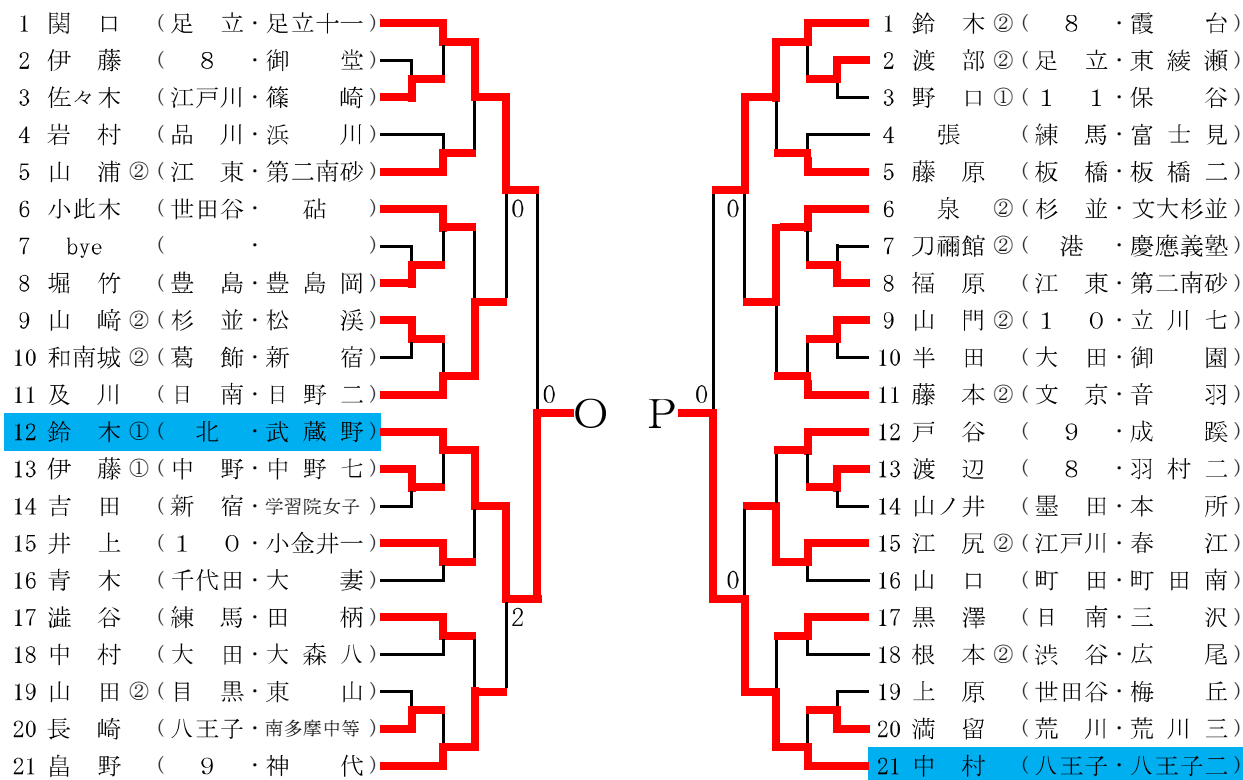 1 関口 (足立・足立十一)
2 伊藤 (8・御堂)
3 佐々木 (江戸川・篠崎)
4 岩村 (品川・浜川)
5 山浦② (江東・第二南砂)
6 小此木 (世田谷・砧)
7 bye (・)
8 堀竹 (豊島・豊島岡)
9 山﨑② (杉並・松渓)
10 和南城② (葛飾・新宿)
11 及川 (日南・日野二)
12 鈴木① (北・武蔵野)
13 伊藤① (中野・中野七)
14 吉田 (新宿・学習院女子)
15 井上 (10・小金井一)
16 青木 (千代田・大妻)
17 澁谷 (練馬・田柄)
18 中村 (大田・大森八)
19 山田② (目黒・東山)
20 長崎 (八王子・南多摩中等)
21 畠野 (9・神代)
0
0
2
O
P
0
0
0
1 鈴木② (8・霞台)
2 渡部② (足立・東綾瀬)
3 野口① (11・保谷)
4 張 (練馬・富士見)
5 藤原 (板橋・板橋二)
6 泉② (杉並・文大杉並)
7 刀禰館② (港・慶應義塾)
8 福原 (江東・第二南砂)
9 山門② (10・立川七)
10 半田 (大田・御園)
11 藤本② (文京・音羽)
12 戸谷 (9・成蹊)
13 渡辺 (8・羽村二)
14 山ノ井 (墨田・本所)
15 江尻② (江戸川・春江)
16 山口 (町田・町田南)
17 黒澤 (日南・三沢)
18 根本② (渋谷・広尾)
19 上原 (世田谷・梅丘)
20 満留 (荒川・荒川三)
21 中村 (八王子・八王子二)